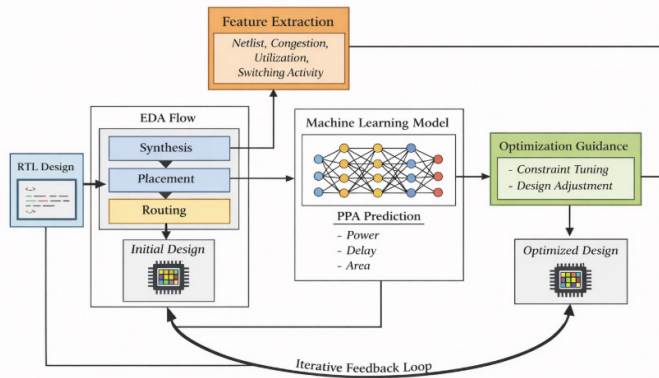 Feature Extraction
Netlist, Congestion,
Utilization,
Switching Activity
EDA Flow
Synthesis
Placement
Routing
Initial Design
RTL Design
Machine Learning Model
PPA Prediction
- Power
- Delay
- Area
Optimization Guidance
- Constraint Tuning
- Design Adjustment
Optimized Design
Iterative Feedback Loop